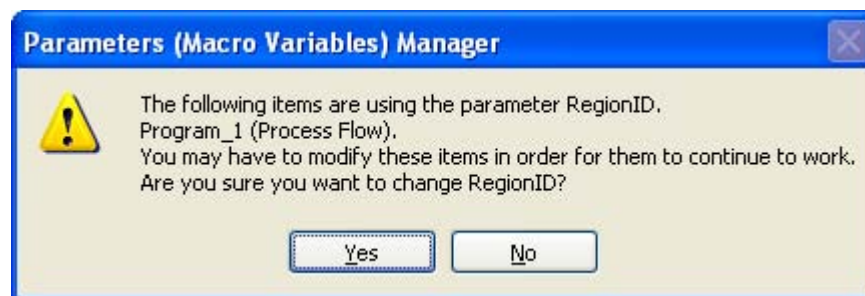 Parameters (Macro Variables) Manager
The following items are using the parameter RegionID.
Program_1 (Process Flow).
You may have to modify these items in order for them to continue to work.
Are you sure you want to change RegionID?
Yes
No